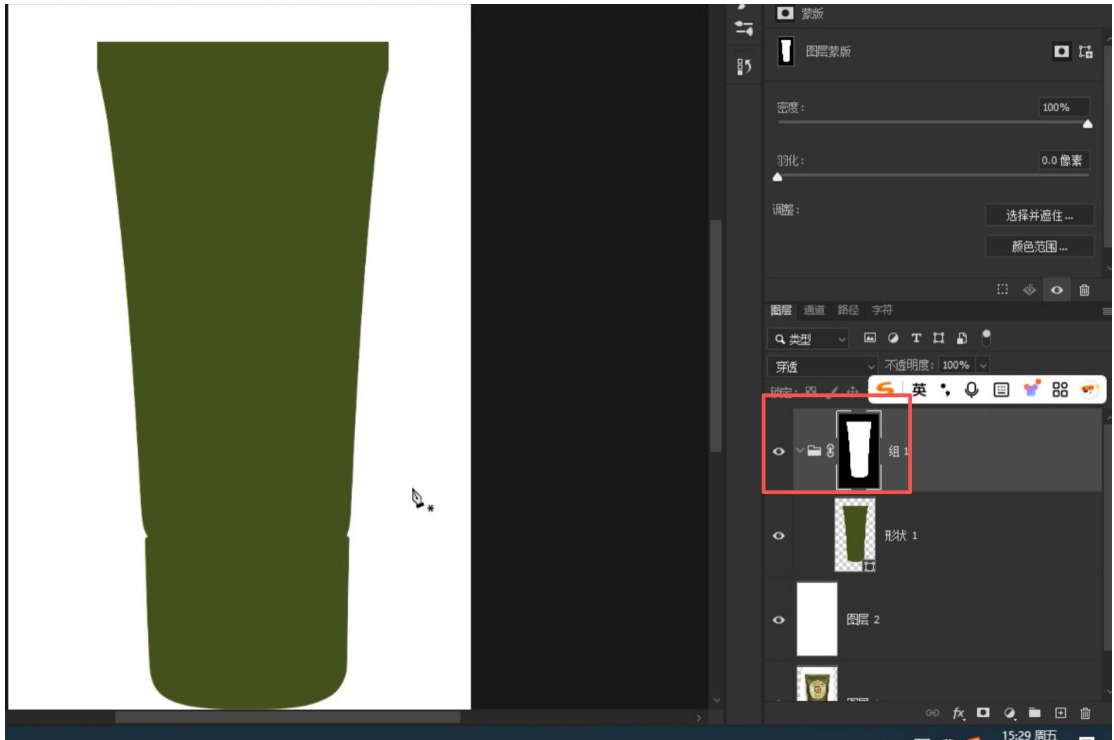 蒙版
图层蒙版
密度：
100%
羽化：
0.0 像素
调整：
选择并遮住...
颜色范围...
图层 通道 路径 字符
类型
穿透
不透明度： 100%
英
组 1
形状 1
图层 2
fx
15:29 周五